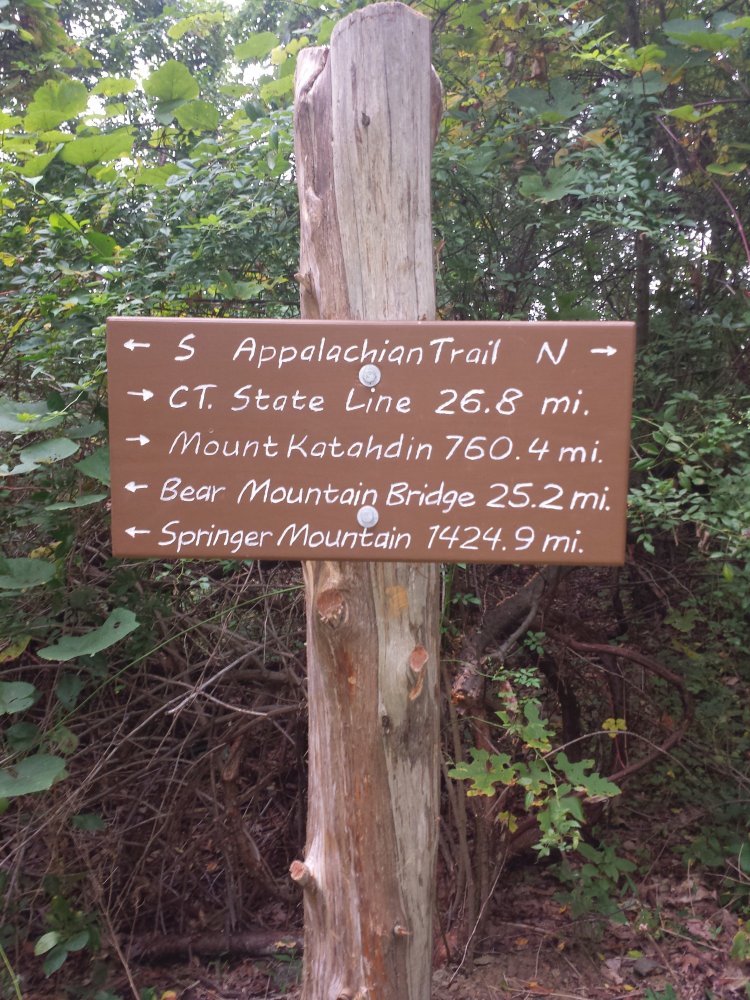 ← S Appalachian Trail N →
→ CT. State Line 26.8 mi.
→ Mount Katahdin 760.4 mi.
← Bear Mountain Bridge 25.2 mi.
← Springer Mountain 1424.9 mi.